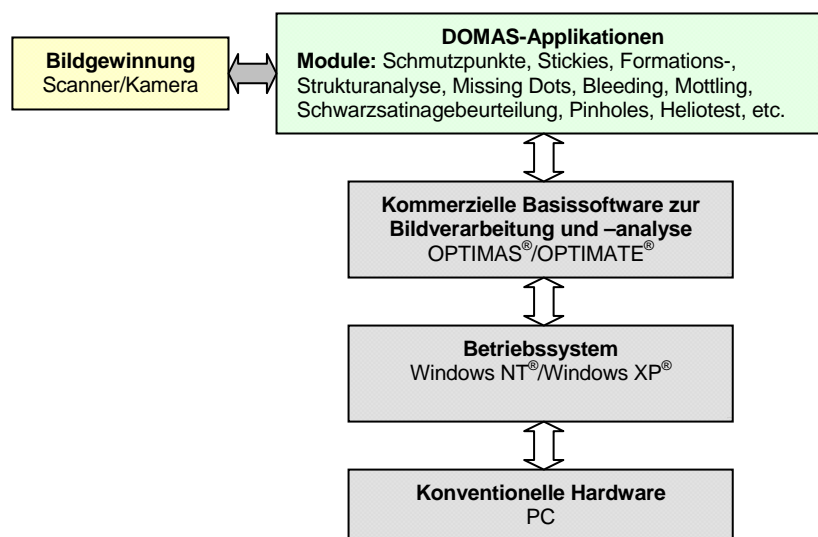 Bildgewinnung
Scanner/Kamera
DOMAS-Applikationen
Module: Schmutzpunkte, Stickies, Formations-,
Strukturanalyse, Missing Dots, Bleeding, Mottling,
Schwarzsatinagebeurteilung, Pinholes, Heliotest, etc.
Kommerzielle Basissoftware zur
Bildverarbeitung und –analyse
OPTIMAS®/OPTIMATE®
Betriebssystem
Windows NT®/Windows XP®
Konventionelle Hardware
PC